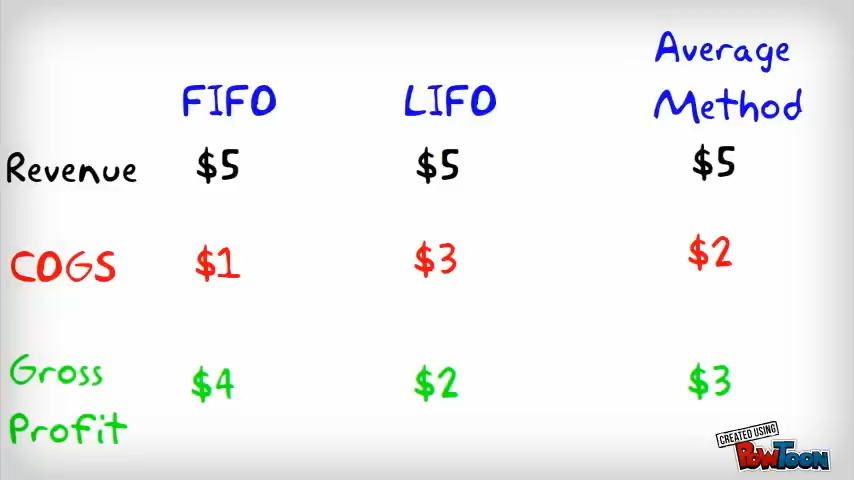 Average
FIFO LIFO Method
Revenue $5 $5 $5
COGS $1 $3 $2
Gross
$4 $2 $3
Profit
CREATED USING
POWTOON